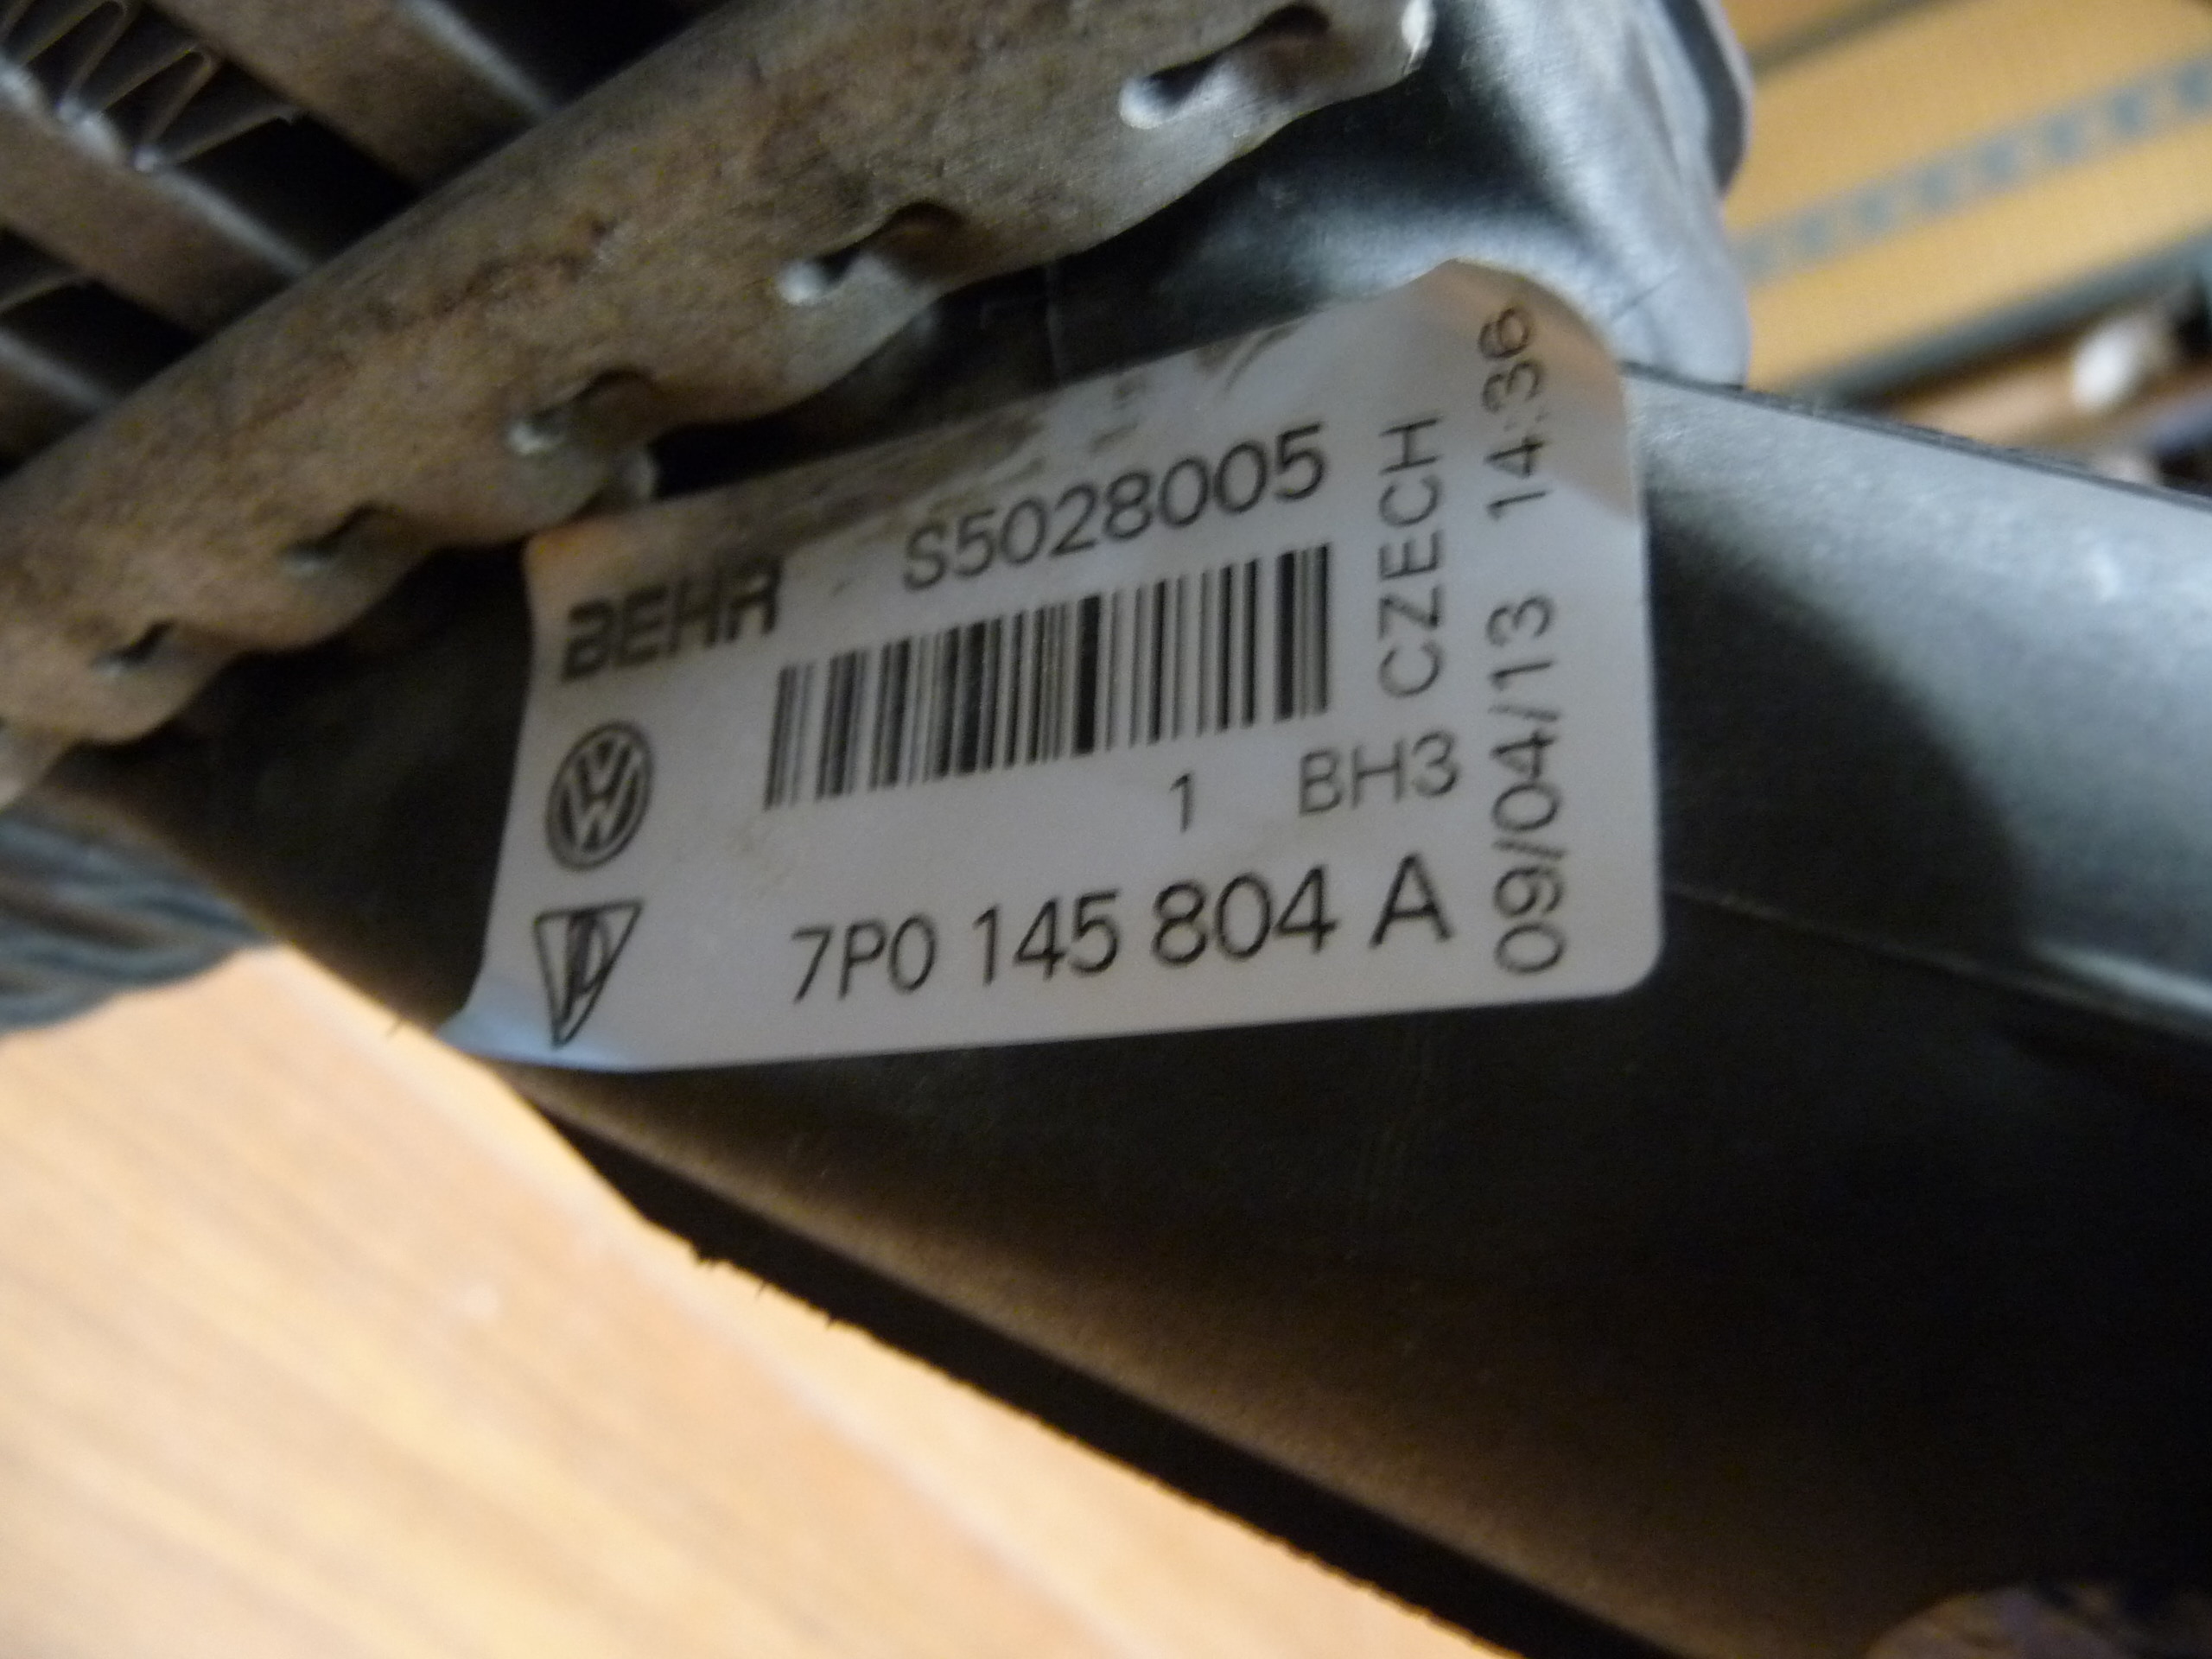 BEHR S5028005
1 BH3
7P0 145 804 A
CZECH
09/04/13 14:36